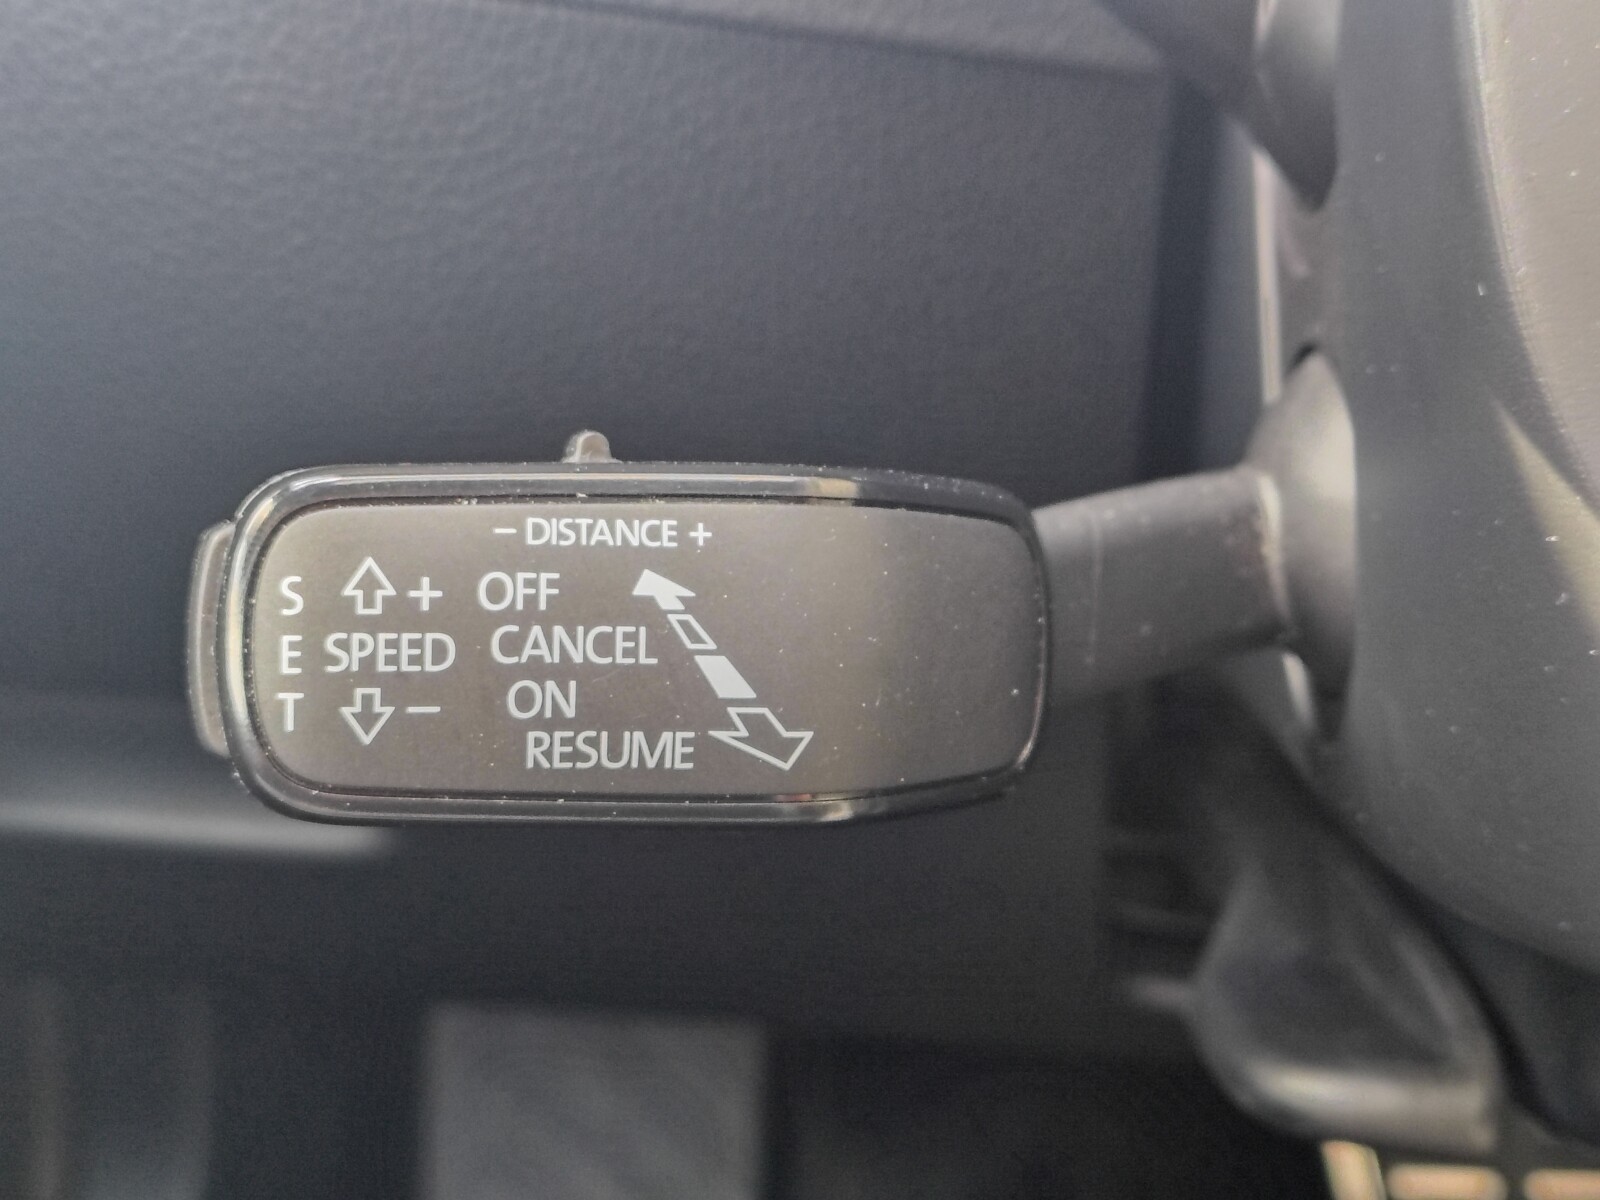 – DISTANCE +
S + OFF
E SPEED CANCEL
T – ON
RESUME